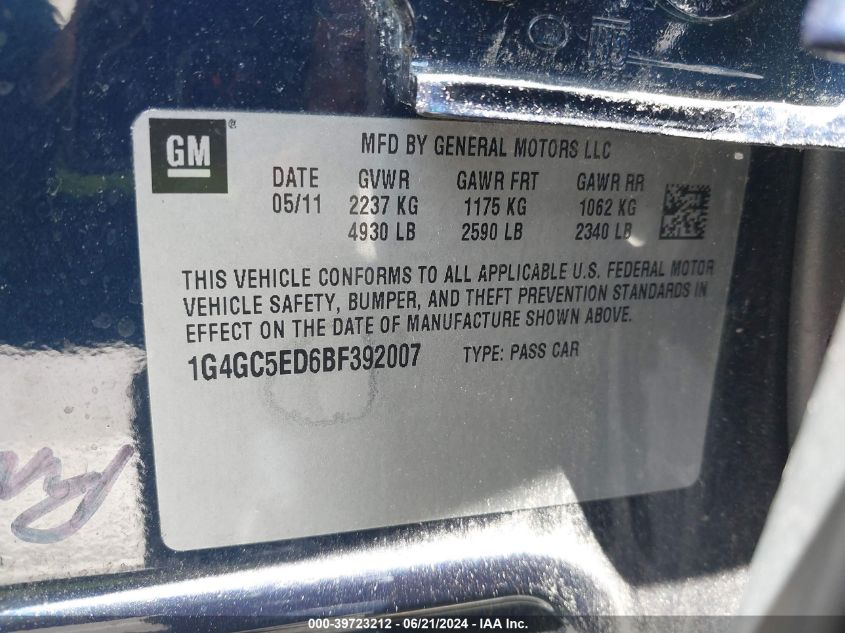 GM®
MFD BY GENERAL MOTORS LLC
DATE GVWR GAWR FRT GAWR RR
05/11 2237 KG 1175 KG 1062 KG
4930 LB 2590 LB 2340 LB
THIS VEHICLE CONFORMS TO ALL APPLICABLE U.S. FEDERAL MOTOR
VEHICLE SAFETY, BUMPER, AND THEFT PREVENTION STANDARDS IN
EFFECT ON THE DATE OF MANUFACTURE SHOWN ABOVE.
1G4GC5ED6BF392007 TYPE: PASS CAR
000-39723212 - 06/21/2024 - IAA Inc.